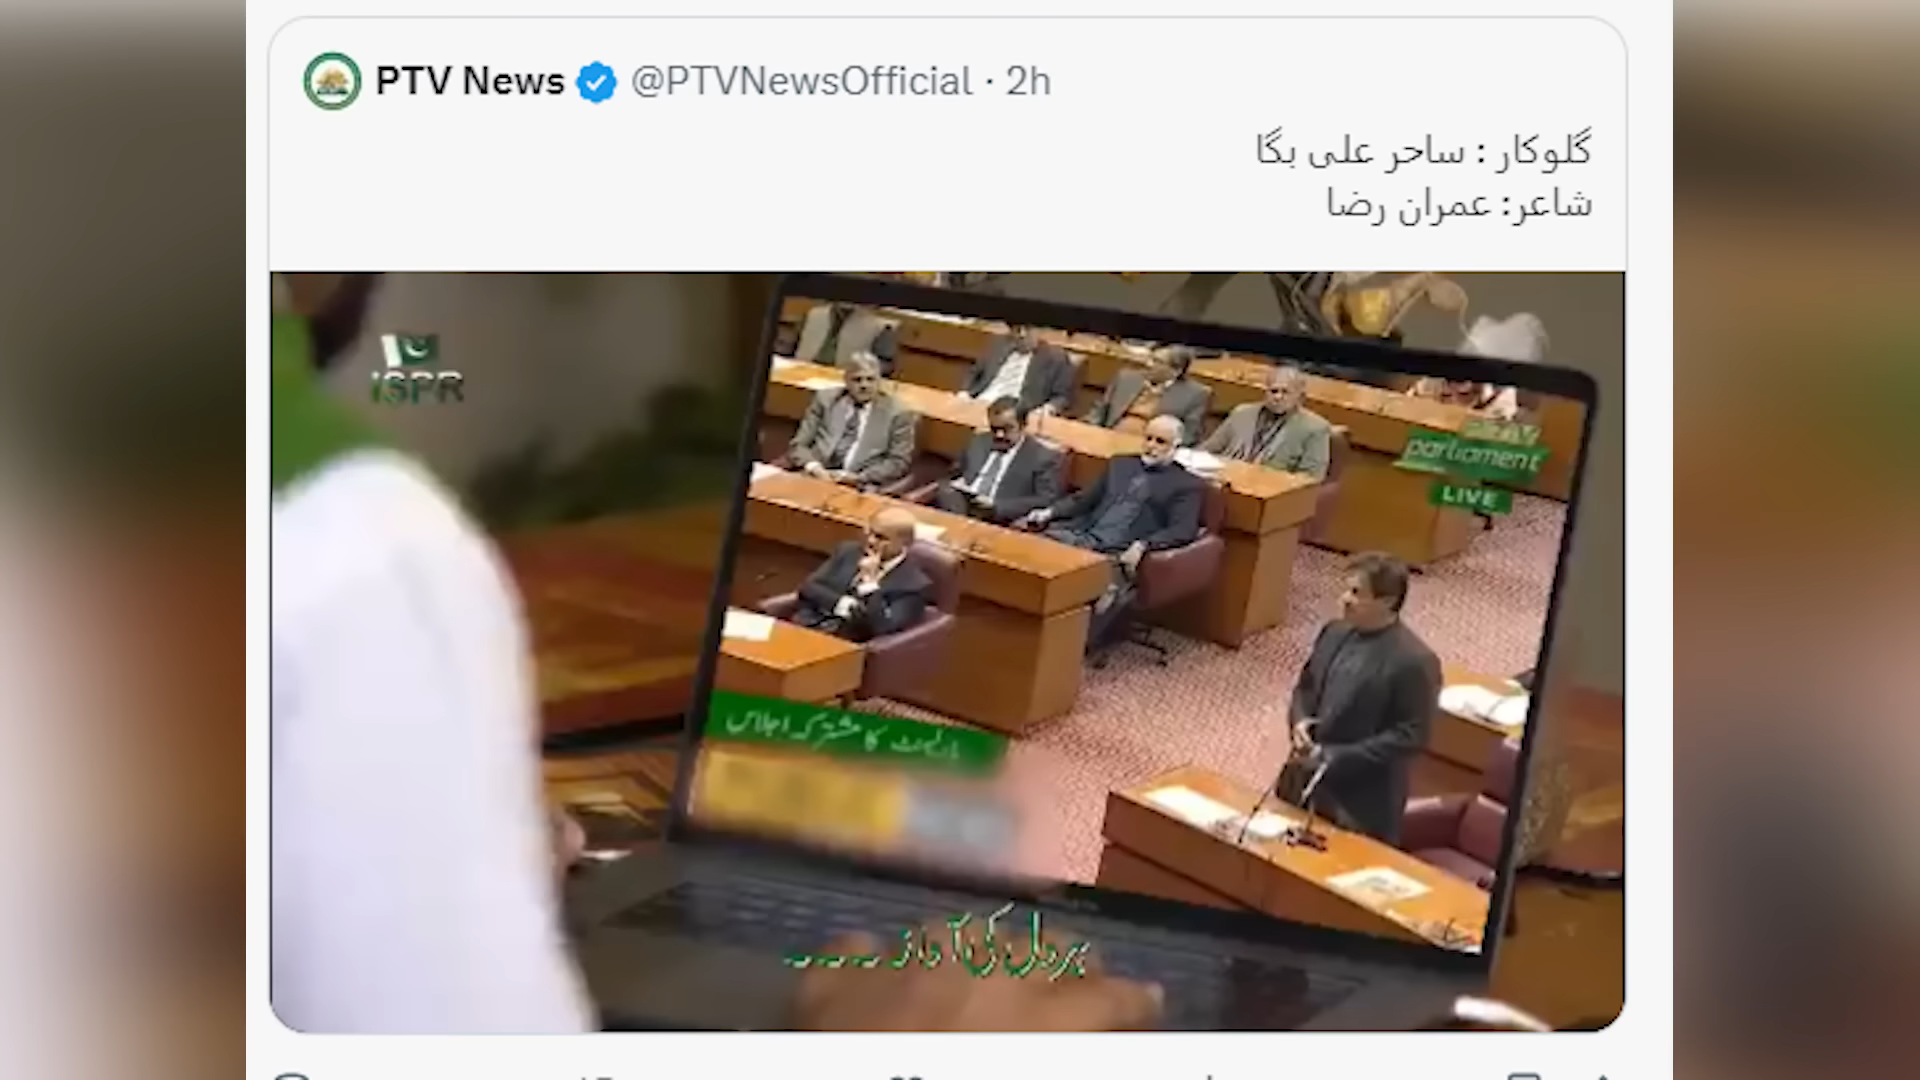 PTV News @PTVNewsOfficial · 2h
گلوکار : ساحر علی بگا
شاعر: عمران رضا
ISPR
parliament
LIVE
پارلیمنٹ کا مشترکہ اجلاس
ہر دل کی آواز ۔۔۔۔